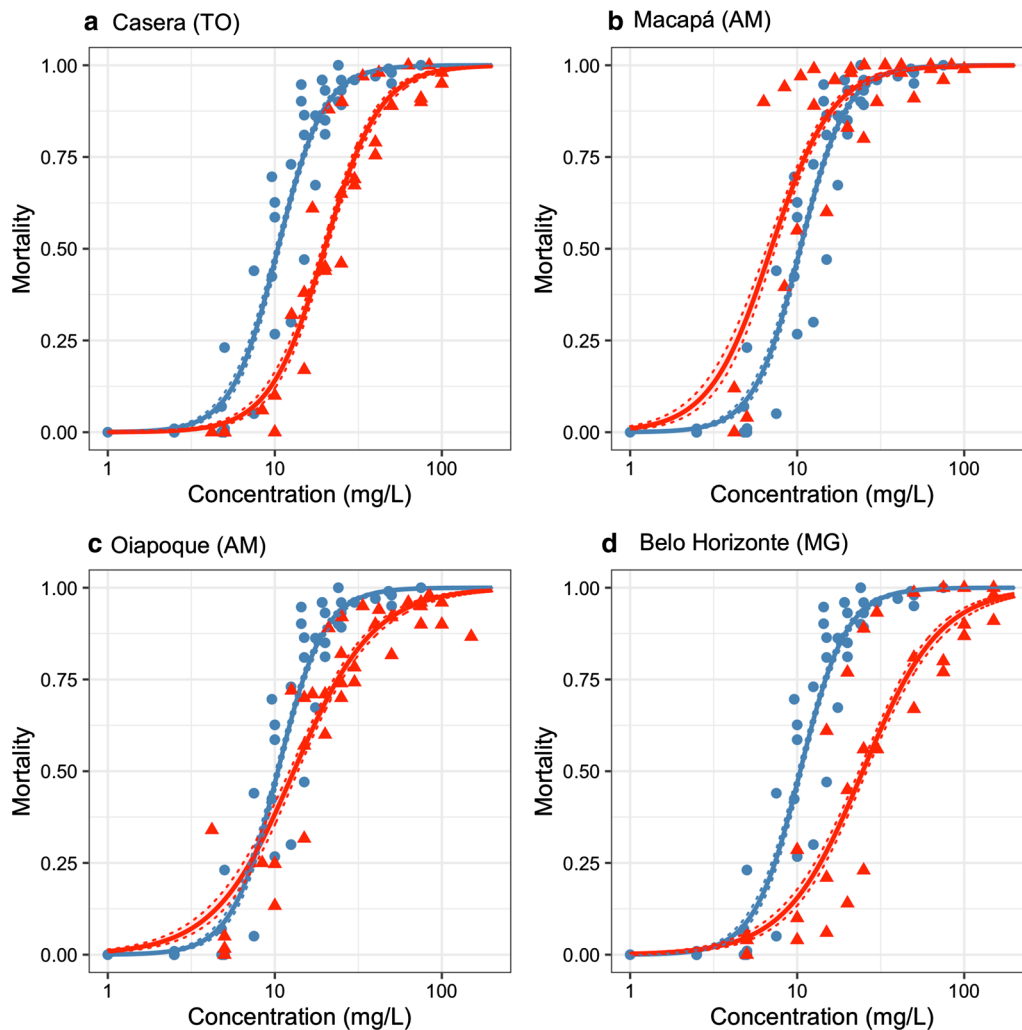 a Casera (TO)
b Macapá (AM)
Mortality
1.00
0.75
0.50
0.25
0.00
1 10 100
Concentration (mg/L)
Mortality
1.00
0.75
0.50
0.25
0.00
1 10 100
Concentration (mg/L)
c Oiapoque (AM)
d Belo Horizonte (MG)
Mortality
1.00
0.75
0.50
0.25
0.00
1 10 100
Concentration (mg/L)
Mortality
1.00
0.75
0.50
0.25
0.00
1 10 100
Concentration (mg/L)